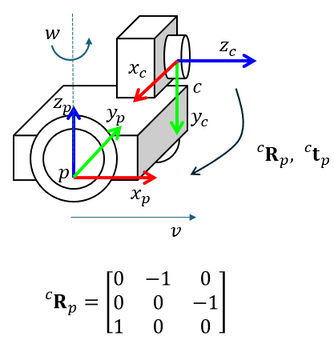 w
z_c
x_c
c
z_p
y_p
y_c
p
x_p
^cR_p, ^ct_p
v
^cR_p = [0 −1 0
0 0 −1
1 0 0]